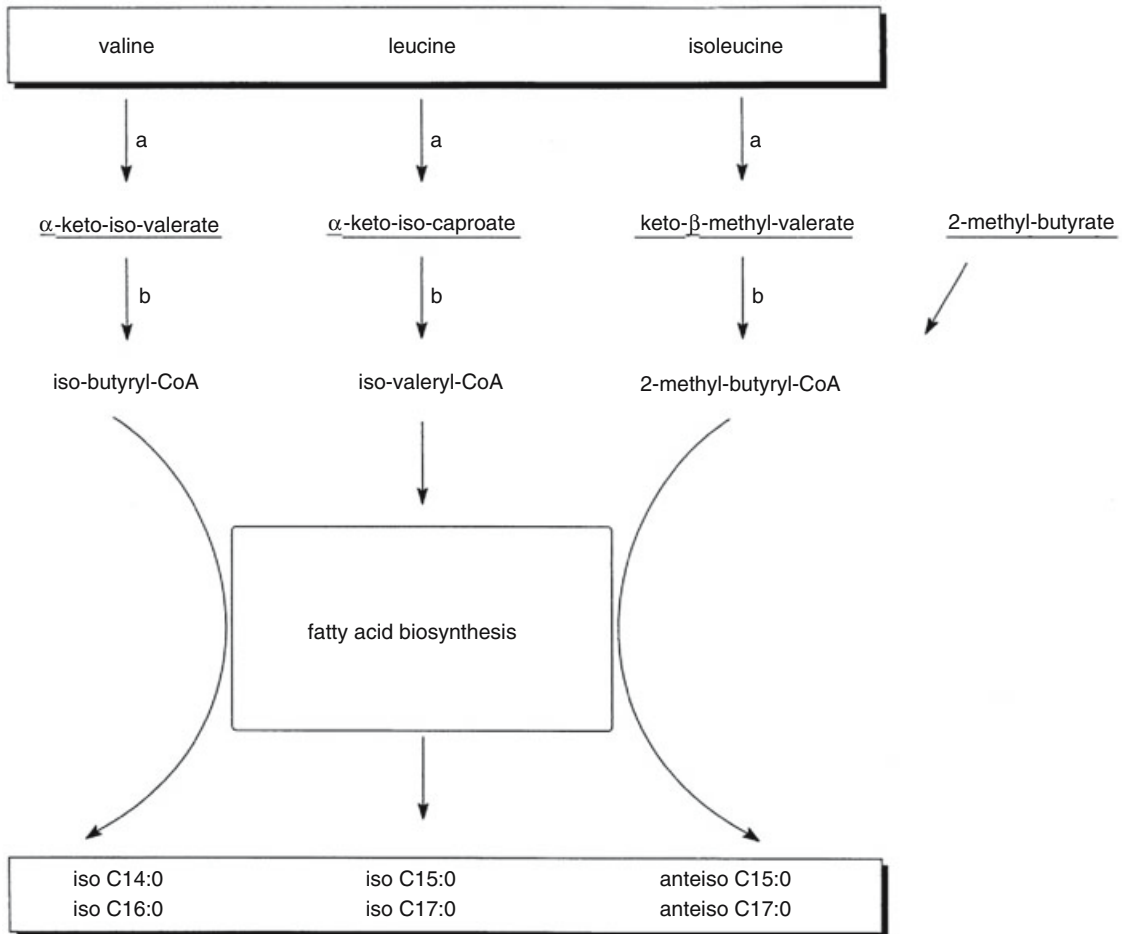 valine leucine isoleucine
a a a
α-keto-iso-valerate α-keto-iso-caproate keto-β-methyl-valerate 2-methyl-butyrate
b b b
iso-butyryl-CoA iso-valeryl-CoA 2-methyl-butyryl-CoA
fatty acid biosynthesis
iso C14:0 iso C15:0 anteiso C15:0
iso C16:0 iso C17:0 anteiso C17:0